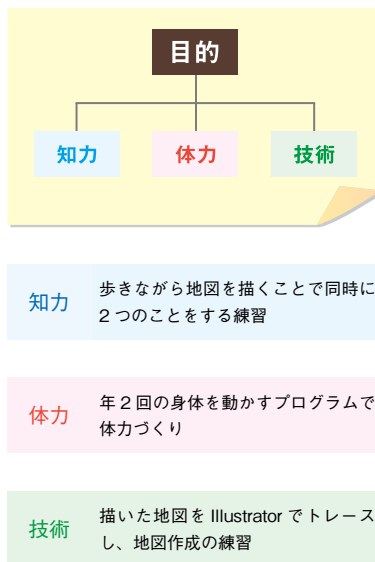 目的
知力
体力
技術
知力
歩きながら地図を描くことで同時に
2つのことをする練習
体力
年2回の身体を動かすプログラムで
体力づくり
技術
描いた地図を Illustrator でトレース
し、地図作成の練習